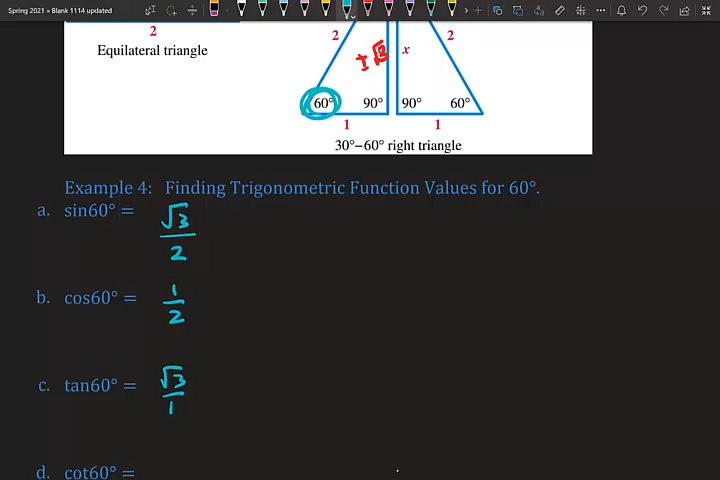 Spring 2021 » Blank 1114 updated
2
Equilateral triangle
2 x 2
√3
60° 90° 90° 60°
1 1
30°–60° right triangle
Example 4: Finding Trigonometric Function Values for 60°.
a. sin60° = √3/2
b. cos60° = 1/2
c. tan60° = √3/1
d. cot60° =